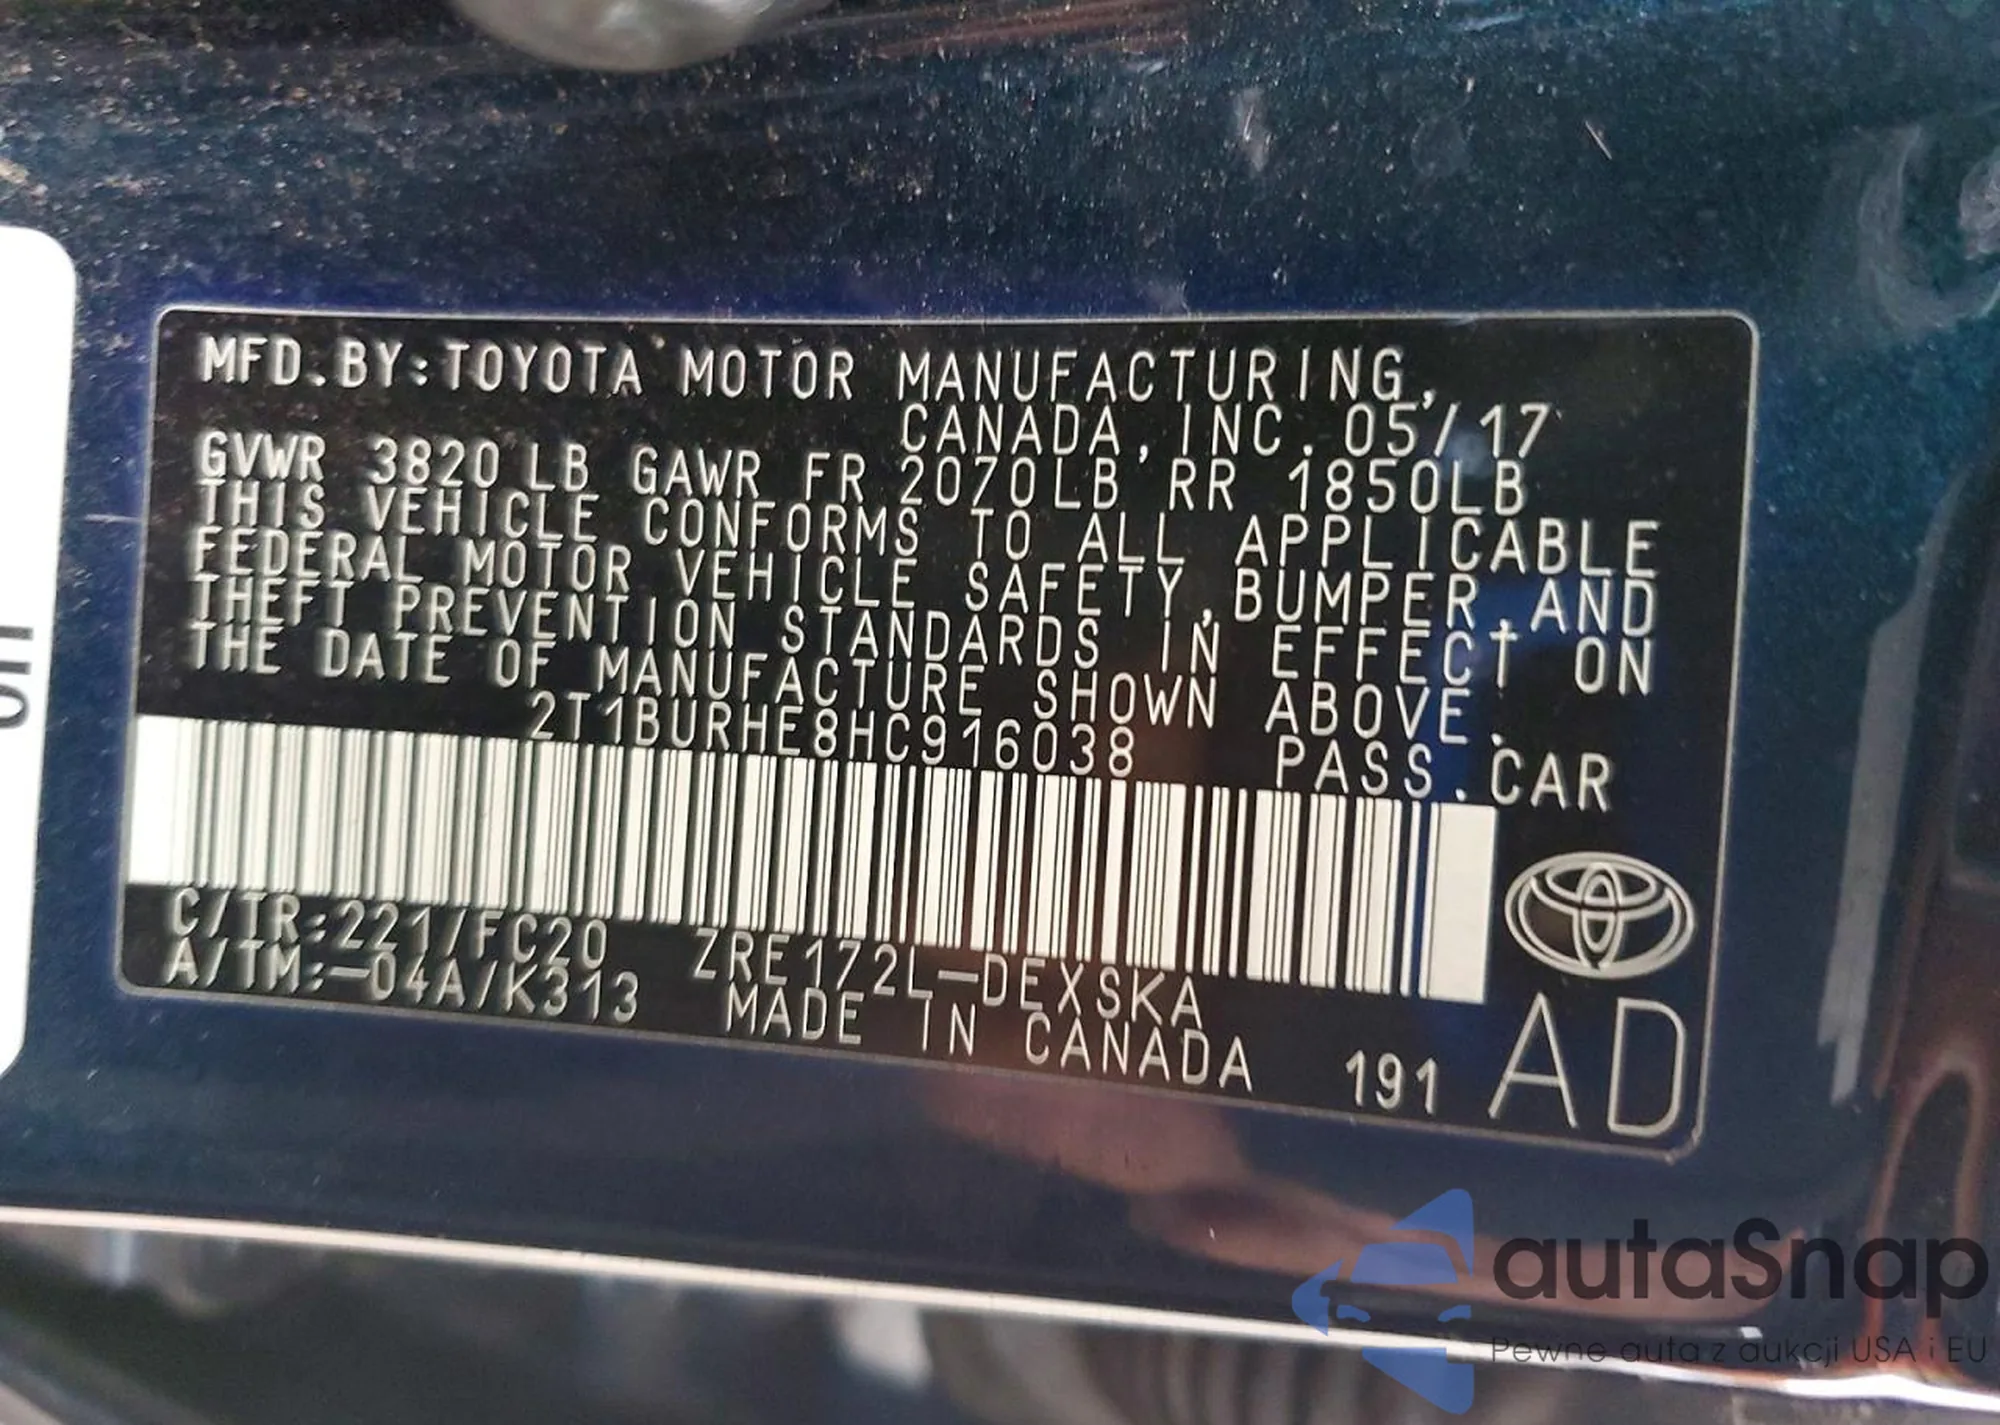 MFD.BY:TOYOTA MOTOR MANUFACTURING,
CANADA,INC. 05/17
GVWR 3820 LB GAWR FR 2070LB RR 1850LB
THIS VEHICLE CONFORMS TO ALL APPLICABLE
FEDERAL MOTOR VEHICLE SAFETY,BUMPER,AND
THEFT PREVENTION STANDARDS IN EFFECT ON
THE DATE OF MANUFACTURE SHOWN ABOVE.
2T1BURHE8HC916038 PASS.CAR
C/TR:221/FC20 ZRE172L-DEXSKA
A/TM:-04A/K313 MADE IN CANADA 191 AD
autaSnap
Pewne auta z aukcji USA i EU